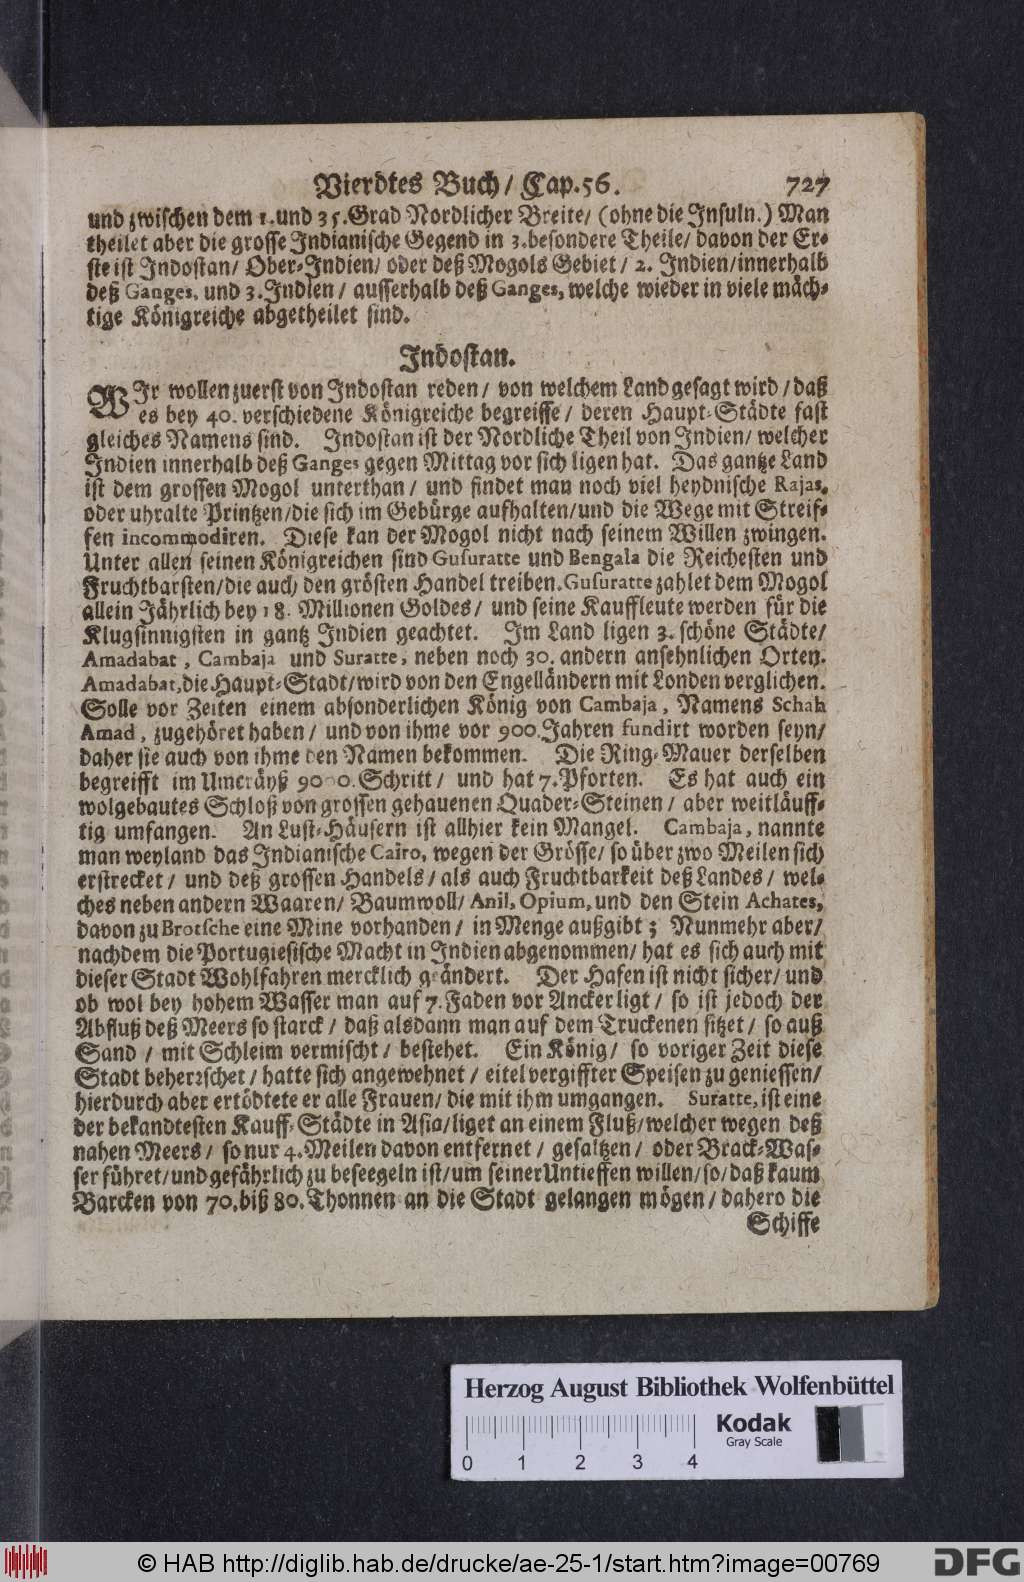 Vierdtes Buch/ Cap. 56. 727
und zwischen dem 1. und 35. Grad Nordlicher Breite/ (ohne die Insuln.) Man
theilet aber die grosse Indianische Gegend in 3. besondere Theile/ davon der Er-
ste ist Indostan/ Ober-Indien/ oder deß Mogols Gebiet/ 2. Indien/ innerhalb
deß Ganges, und 3. Indien/ ausserhalb deß Ganges, welche wieder in viele mäch-
tige Königreiche abgetheilet sind.
Indostan.
WIr wollen zuerst von Indostan reden/ von welchem Land gesagt wird/ daß
es bey 40. verschiedene Königreiche begreiffe/ deren Haupt-Städte fast
gleiches Namens sind. Indostan ist der Nordliche Theil von Indien/ welcher
Indien innerhalb deß Ganges gegen Mittag vor sich ligen hat. Das gantze Land
ist dem grossen Mogol unterthan/ und findet man noch viel heydnische Rajas,
oder uhralte Printzen/ die sich im Gebürge aufhalten/ und die Wege mit Streif-
fen incommodiren. Diese kan der Mogol nicht nach seinem Willen zwingen.
Unter allen seinen Königreichen sind Gusuratte und Bengala die Reichesten und
Fruchtbarsten/ die auch den grösten Handel treiben. Gusuratte zahlet dem Mogol
allein Jährlich bey 18. Millionen Goldes/ und seine Kauffleute werden für die
Klugsinnigsten in gantz Indien geachtet. Im Land ligen 3. schöne Städte/
Amadabat, Cambaja und Suratte, neben noch 30. andern ansehnlichen Orten.
Amadabat, die Haupt-Stadt/ wird von den Engelländern mit Londen verglichen.
Solle vor Zeiten einem absonderlichen König von Cambaja, Namens Schah
Amad, zugehöret haben/ und von ihme vor 900. Jahren fundirt worden seyn/
daher sie auch von ihme den Namen bekommen. Die Ring-Mauer derselben
begreifft im Umcräyß 9000. Schritt/ und hat 7. Pforten. Es hat auch ein
wolgebautes Schloß von grossen gehauenen Quader-Steinen/ aber weitläuff-
tig umfangen. An Lust-Häusern ist allhier kein Mangel. Cambaja, nannte
man weyland das Indianische Cairo, wegen der Grösse/ so über zwo Meilen sich
erstrecket/ und deß grossen Handels/ als auch Fruchtbarkeit deß Landes/ wel-
ches neben andern Waaren/ Baumwoll/ Anil, Opium, und den Stein Achates,
davon zu Brotsche eine Mine vorhanden/ in Menge außgibt; Nunmehr aber/
nachdem die Portugiesische Macht in Indien abgenommen/ hat es sich auch mit
dieser Stadt Wohlfahren mercklich geändert. Der Hafen ist nicht sicher/ und
ob wol bey hohem Wasser man auf 7. Faden vor Ancker ligt/ so ist jedoch der
Abfluß deß Meers so starck/ daß alsdann man auf dem Truckenen sitzet/ so auß
Sand/ mit Schleim vermischt/ bestehet. Ein König/ so voriger Zeit diese
Stadt beherrschet/ hatte sich angewehnet/ eitel vergiffter Speisen zu geniessen/
hierdurch aber ertödtete er alle Frauen/ die mit ihm umgangen. Suratte, ist eine
der bekandtesten Kauff-Städte in Asia/ liget an einem Fluß/ welcher wegen deß
nahen Meers/ so nur 4. Meilen davon entfernet/ gesaltzen/ oder Brack-Was-
ser führet/ und gefährlich zu beseegeln ist/ um seiner Untieffen willen/ so/ daß kaum
Barcken von 70. biß 80. Thonnen an die Stadt gelangen mögen/ dahero die
Schiffe
Herzog August Bibliothek Wolfenbüttel
Kodak
Gray Scale
0 1 2 3 4
© HAB http://diglib.hab.de/drucke/ae-25-1/start.htm?image=00769
DFG